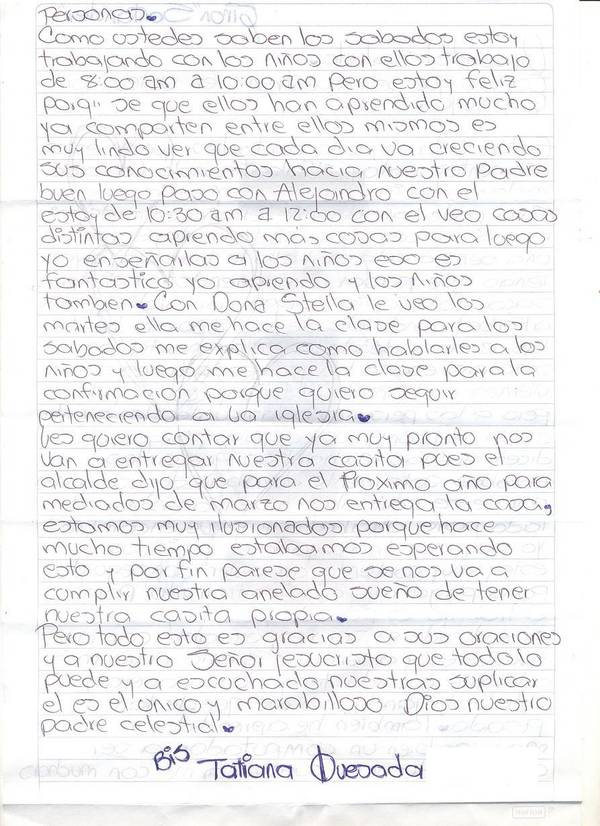 personas.
Como ustedes saben los sabados estoy
trabajando con los niños con ellos trabajo
de 8:00 am a 10:00 am Pero estoy feliz
porq" se que ellos han aprendido mucho
ya comparten entre ellos mismos es
muy lindo ver que cada dia va creciendo
sus conocimientos hacia nuestro Padre
buen luego paso con Alejandro con el
estoy de 10:30 am a 12:00 con el veo cosas
distintas aprendo más cosas para luego
yo enseñarlas a los niños eso es
fantastico yo aprendo y los niños
tambien. Con Dona Stella le veo los
martes ella me hace la clase para los
sabados me explica como hablarles a los
niños y luego me hace la clase para la
confirmación porque quiero seguir
perteneciendo a la iglesia.
Les quiero contar que ya muy pronto nos
van a entregar nuestra casita pues el
alcalde dijo que para el Proximo año para
mediados de marzo nos entrega la casa,
estamos muy ilusionados porque hace
mucho tiempo estabamos esperando
esto y por fin parese que se nos va a
cumplir nuestra anelado sueño de tener
nuestra casita propia.
Pero todo esto es gracias a sus oraciones
y a nuestro Señor jesucristo que todo lo
puede y a escuchado nuestras suplicar
el es el unico y marabilloso Dios nuestro
padre celestial.
Bis Tatiana Quesada